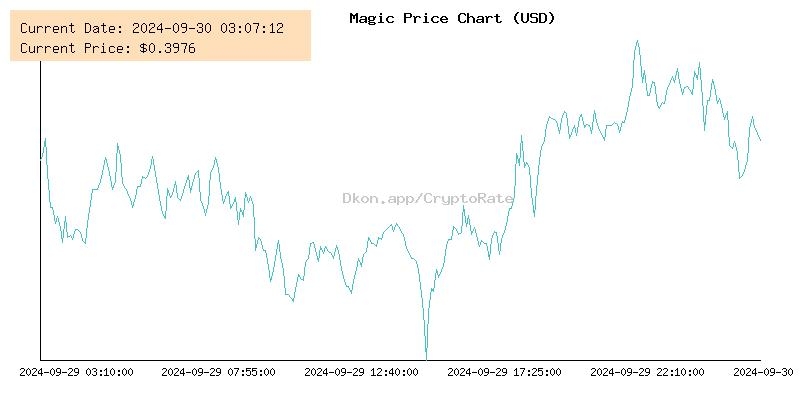 Magic Price Chart (USD)
Current Date: 2024-09-30 03:07:12
Current Price: $0.3976
Dkon.app/CryptoRate
2024-09-29 03:10:00 2024-09-29 07:55:00 2024-09-29 12:40:00 2024-09-29 17:25:00 2024-09-29 22:10:00 2024-09-30